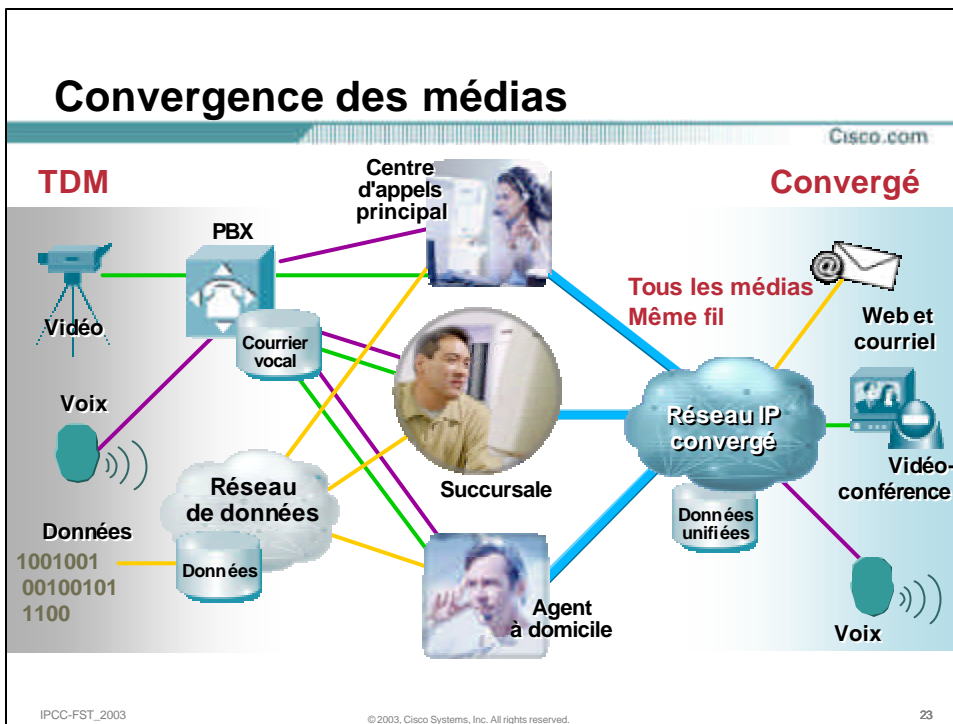 Convergence des médias
Cisco.com
TDM
Convergé
Centre
d'appels
principal
PBX
Vidéo
Courrier
vocal
Voix
Réseau
de données
Données
1001001
00100101
1100
Données
Succursale
Agent
à domicile
Tous les médias
Même fil
Réseau IP
convergé
Données
unifiées
@
Web et
courriel
Vidéo-
conférence
Voix
IPCC-FST_2003
© 2003, Cisco Systems, Inc. All rights reserved.
23